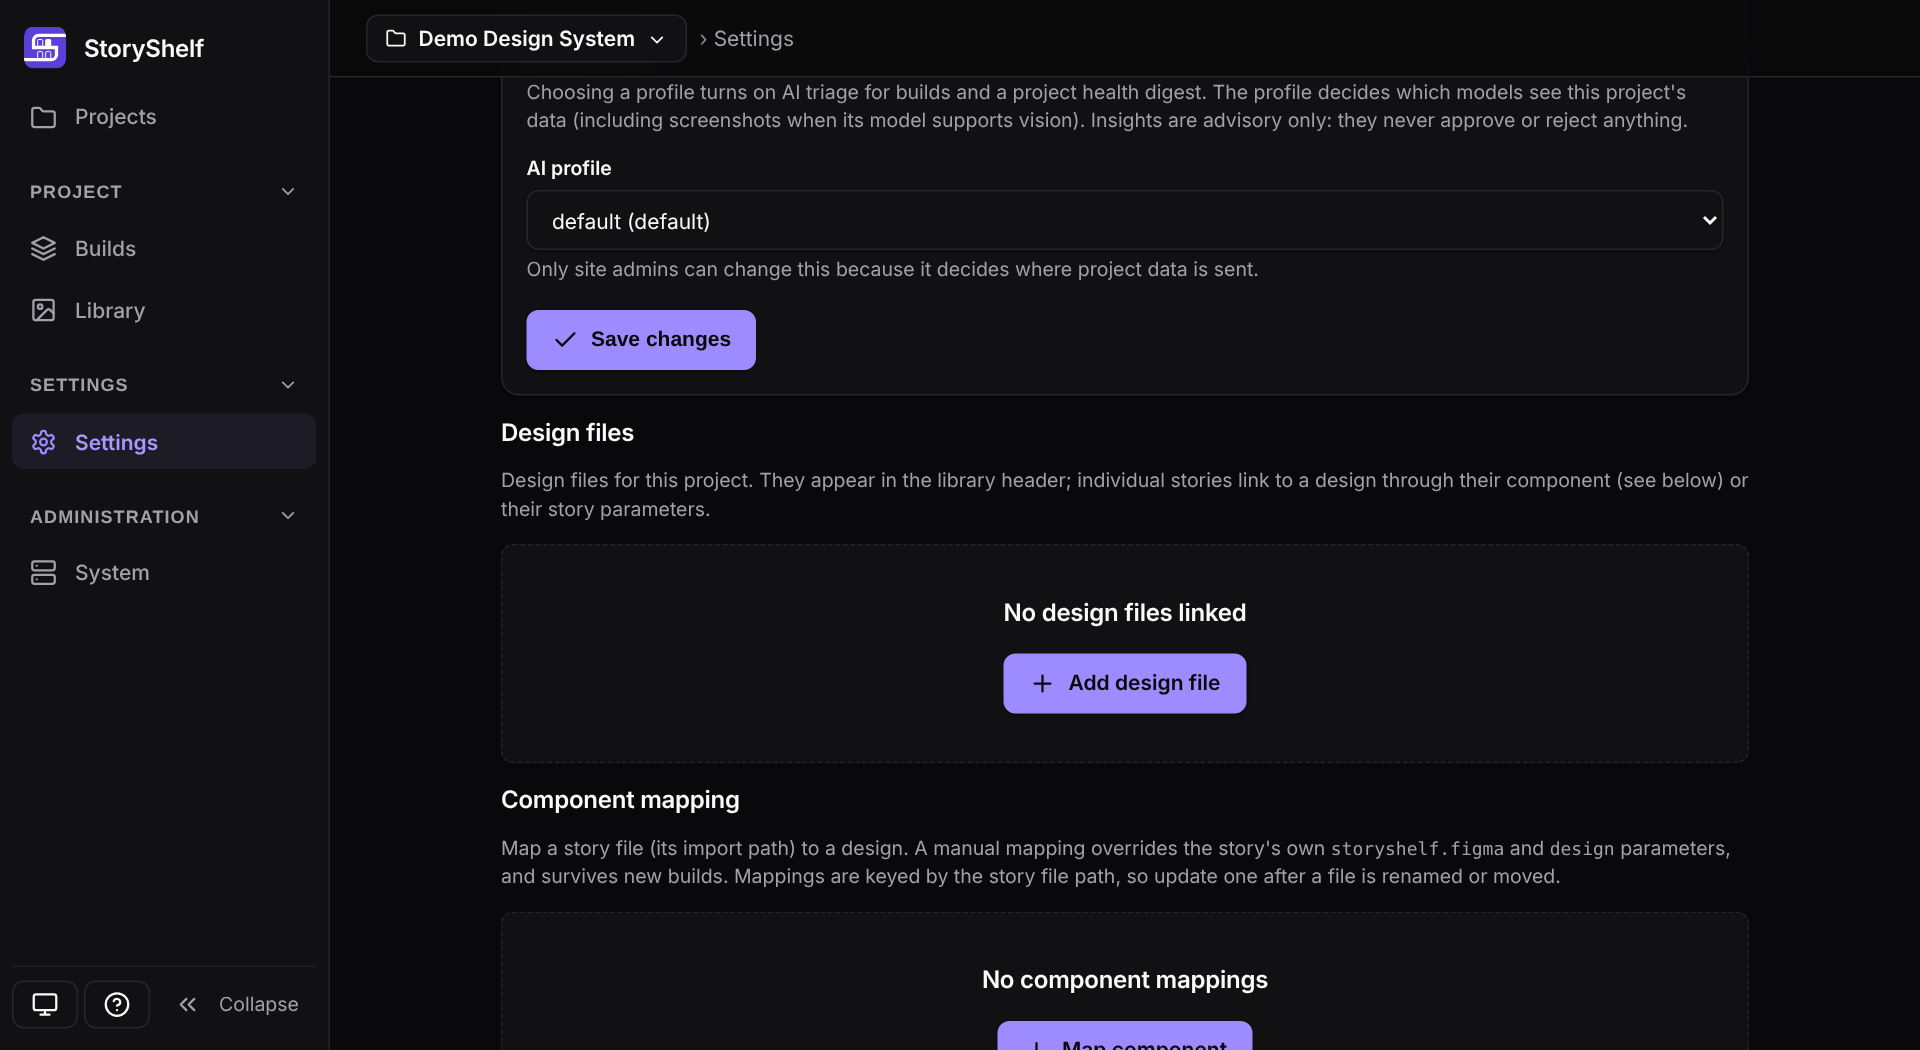 StoryShelf
Projects
PROJECT
Builds
Library
SETTINGS
Settings
ADMINISTRATION
System
Collapse
Demo Design System
› Settings
Choosing a profile turns on AI triage for builds and a project health digest. The profile decides which models see this project's
data (including screenshots when its model supports vision). Insights are advisory only: they never approve or reject anything.
AI profile
default (default)
Only site admins can change this because it decides where project data is sent.
Save changes
Design files
Design files for this project. They appear in the library header; individual stories link to a design through their component (see below) or
their story parameters.
No design files linked
Add design file
Component mapping
Map a story file (its import path) to a design. A manual mapping overrides the story's own storyshelf.figma and design parameters,
and survives new builds. Mappings are keyed by the story file path, so update one after a file is renamed or moved.
No component mappings
Map component